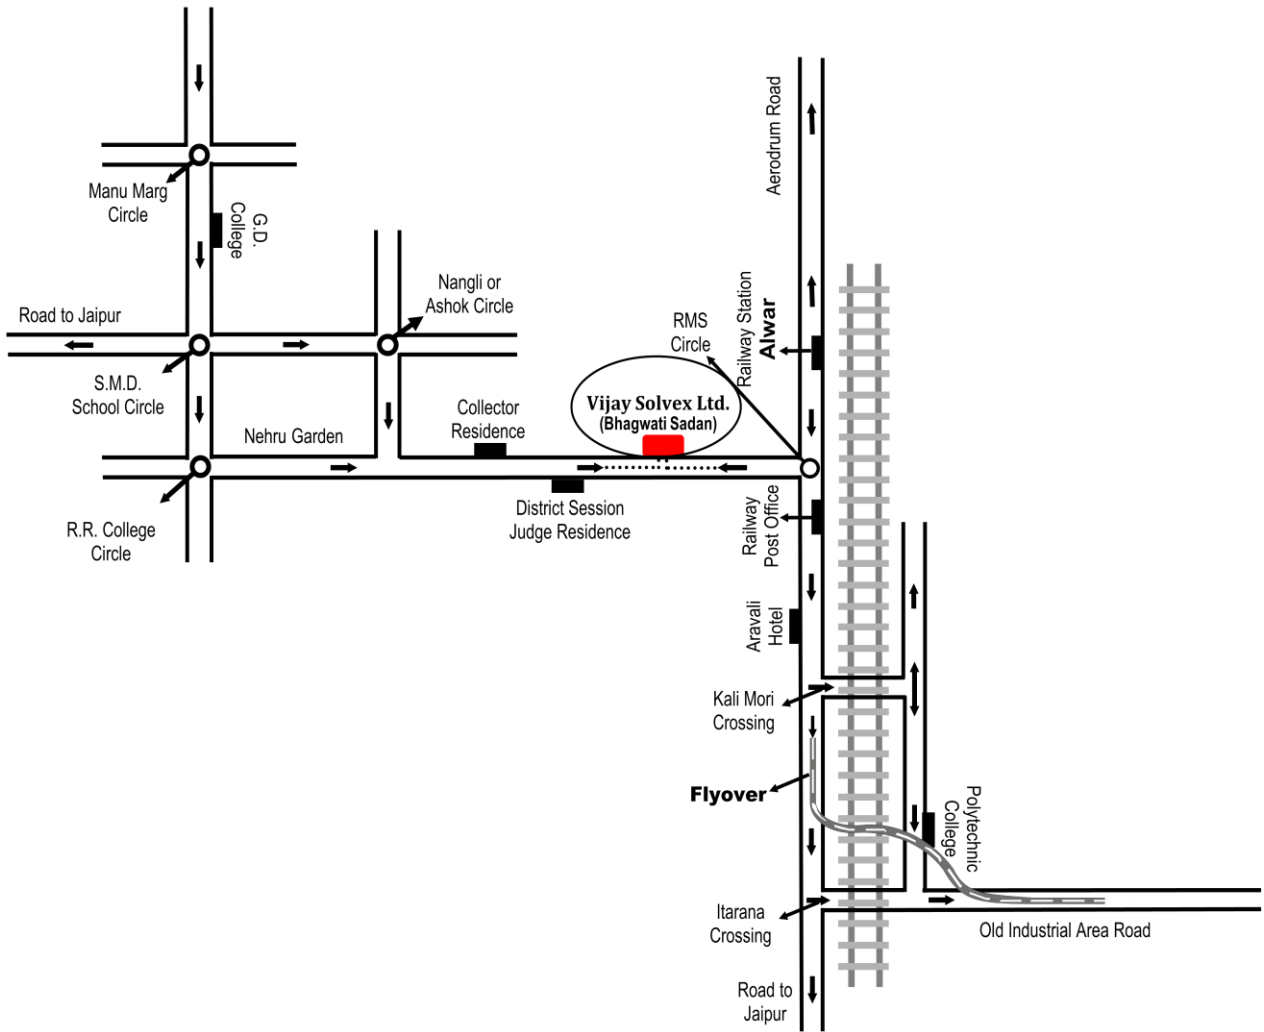 Aerodrum Road
Manu Marg
Circle
G.D.
College
Nangli or
Ashok Circle
Road to Jaipur
RMS
Circle
Railway Station
Alwar
S.M.D.
School Circle
Vijay Solvex Ltd.
(Bhagwati Sadan)
Collector
Residence
Nehru Garden
District Session
Judge Residence
R.R. College
Circle
Railway
Post Office
Aravali
Hotel
Kali Mori
Crossing
Flyover
Polytechnic
College
Itarana
Crossing
Old Industrial Area Road
Road to
Jaipur